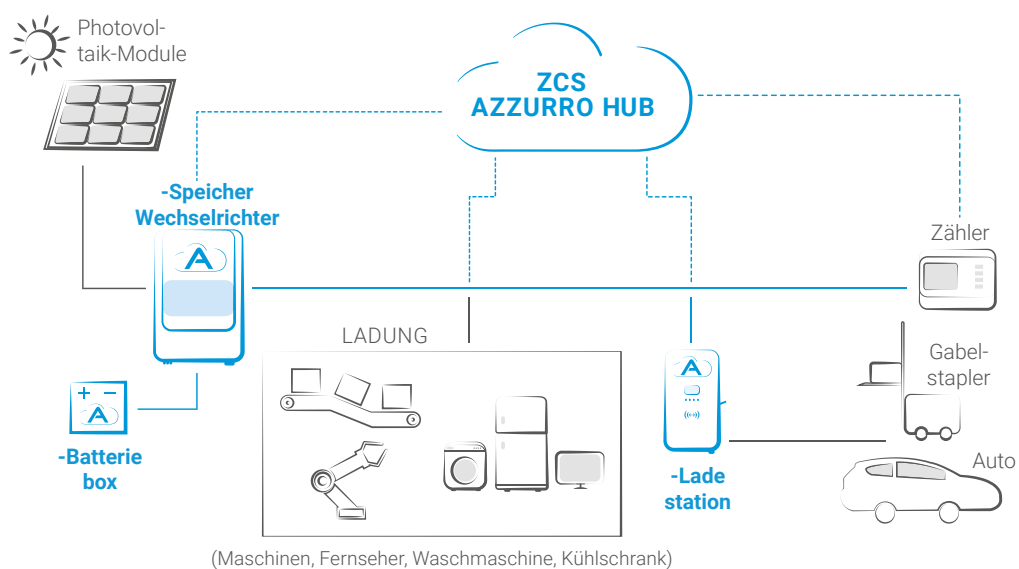 Photovol-
taik-Module
ZCS
AZZURRO HUB
-Speicher
Wechselrichter
A
Zähler
LADUNG
A
Gabel-
stapler
+ −
A
-Batterie
box
-Lade
station
Auto
(Maschinen, Fernseher, Waschmaschine, Kühlschrank)